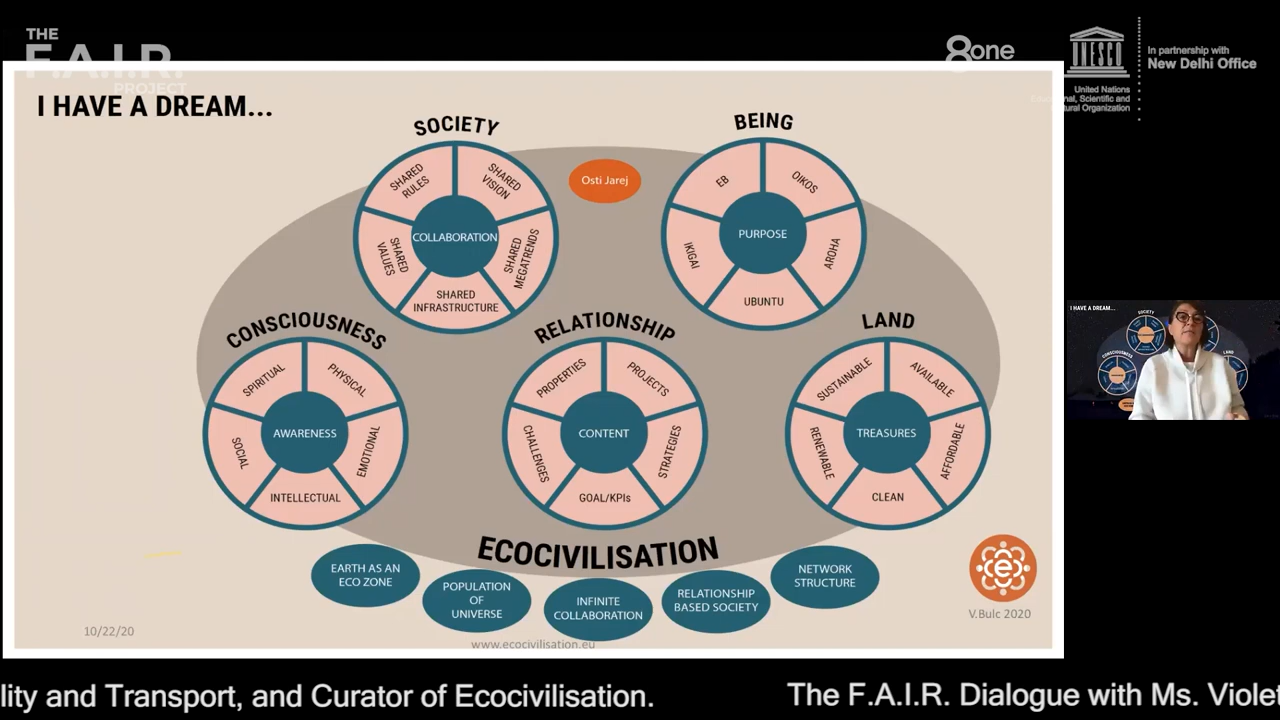 THE
F.A.I.R.
PROJECT
8one
UNESCO
United Nations
Scientific and
Organization
In partnership with
New Delhi Office
I HAVE A DREAM...
SOCIETY
SHARED
RULES
SHARED
VISION
SHARED
VALUES
COLLABORATION
SHARED
MEGATRENDS
SHARED
INFRASTRUCTURE
Osti Jarej
BEING
EB
OIKOS
IKIGAI
PURPOSE
AROHA
UBUNTU
CONSCIOUSNESS
SPIRITUAL
PHYSICAL
SOCIAL
AWARENESS
EMOTIONAL
INTELLECTUAL
RELATIONSHIP
PROPERTIES
PROJECTS
CHALLENGES
CONTENT
STRATEGIES
GOAL/KPIs
LAND
SUSTAINABLE
AVAILABLE
RENEWABLE
TREASURES
AFFORDABLE
CLEAN
ECOCIVILISATION
EARTH AS AN
ECO ZONE
POPULATION
OF
UNIVERSE
INFINITE
COLLABORATION
RELATIONSHIP
BASED SOCIETY
NETWORK
STRUCTURE
e
V.Bulc 2020
10/22/20
www.ecocivilisation.eu
I HAVE A DREAM...
SOCIETY
CONSCIOUSNESS
LAND
lity and Transport, and Curator of Ecocivilisation.
The F.A.I.R. Dialogue with Ms. Violet